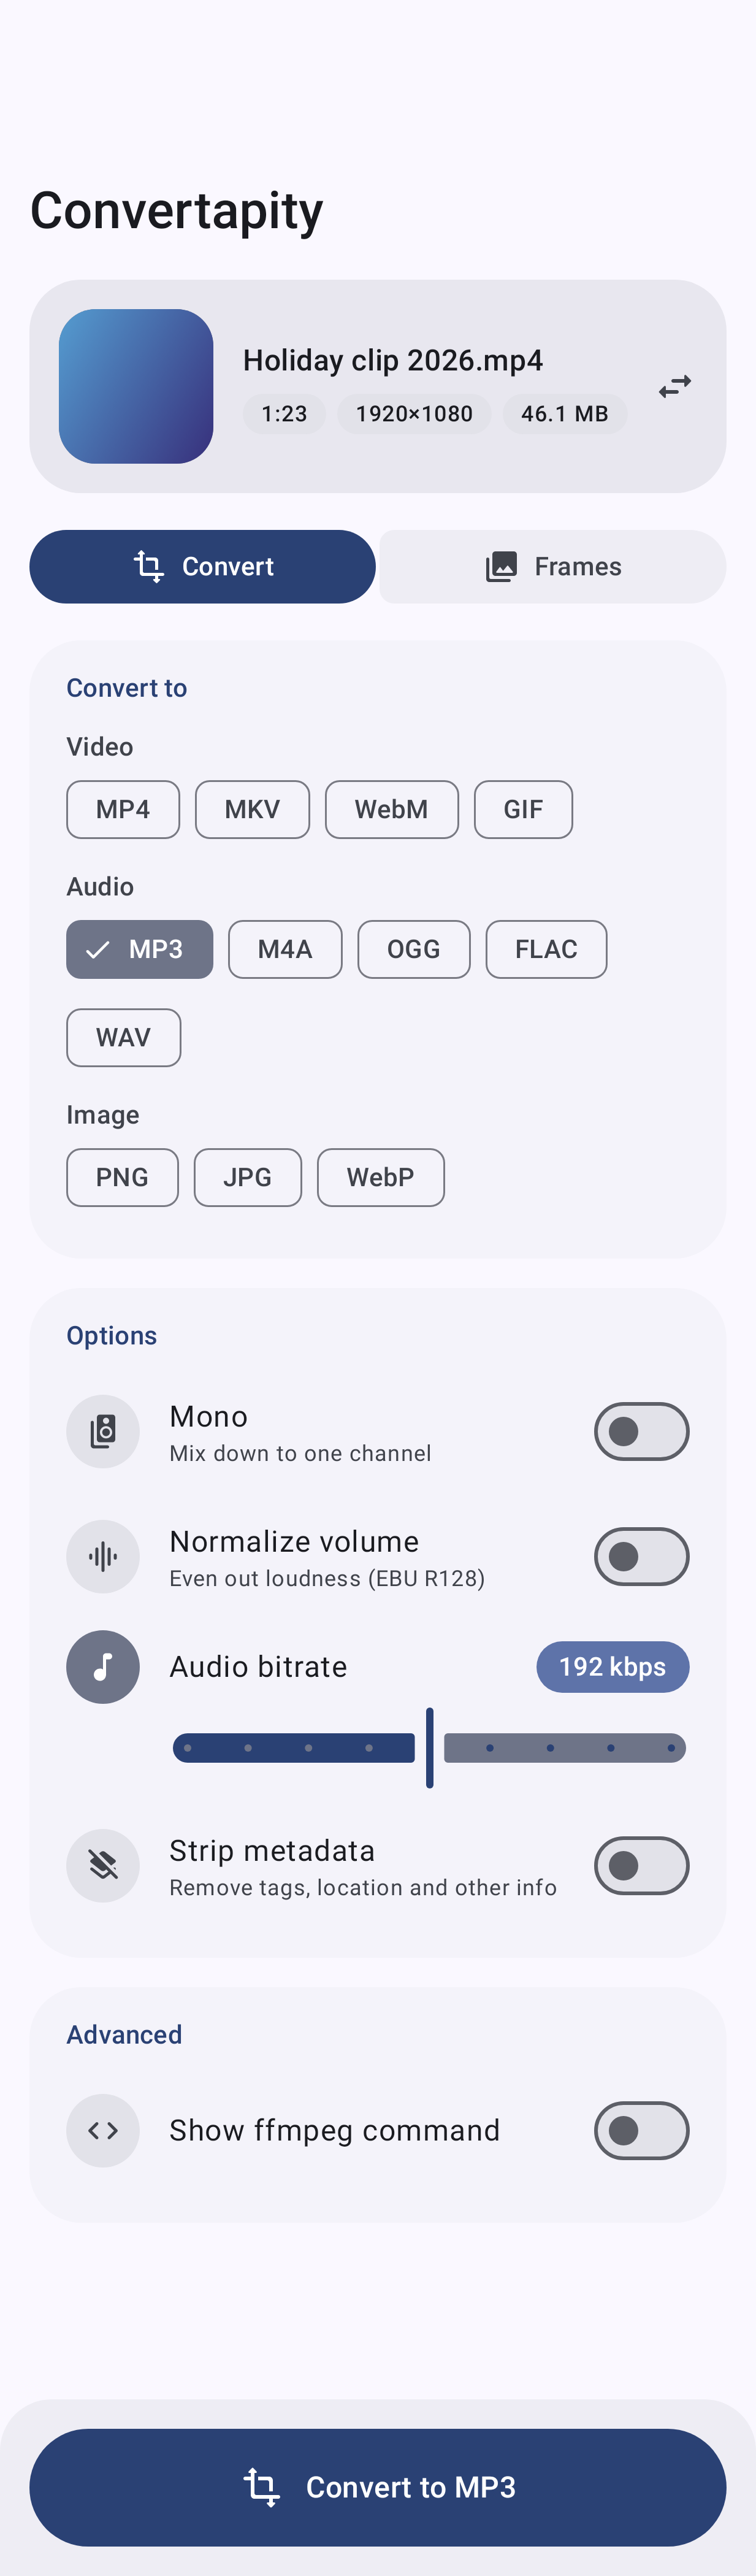 Convertapity
Holiday clip 2026.mp4
1:23 1920×1080 46.1 MB
Convert Frames
Convert to
Video
MP4 MKV WebM GIF
Audio
MP3 M4A OGG FLAC
WAV
Image
PNG JPG WebP
Options
Mono
Mix down to one channel
Normalize volume
Even out loudness (EBU R128)
Audio bitrate 192 kbps
Strip metadata
Remove tags, location and other info
Advanced
Show ffmpeg command
Convert to MP3